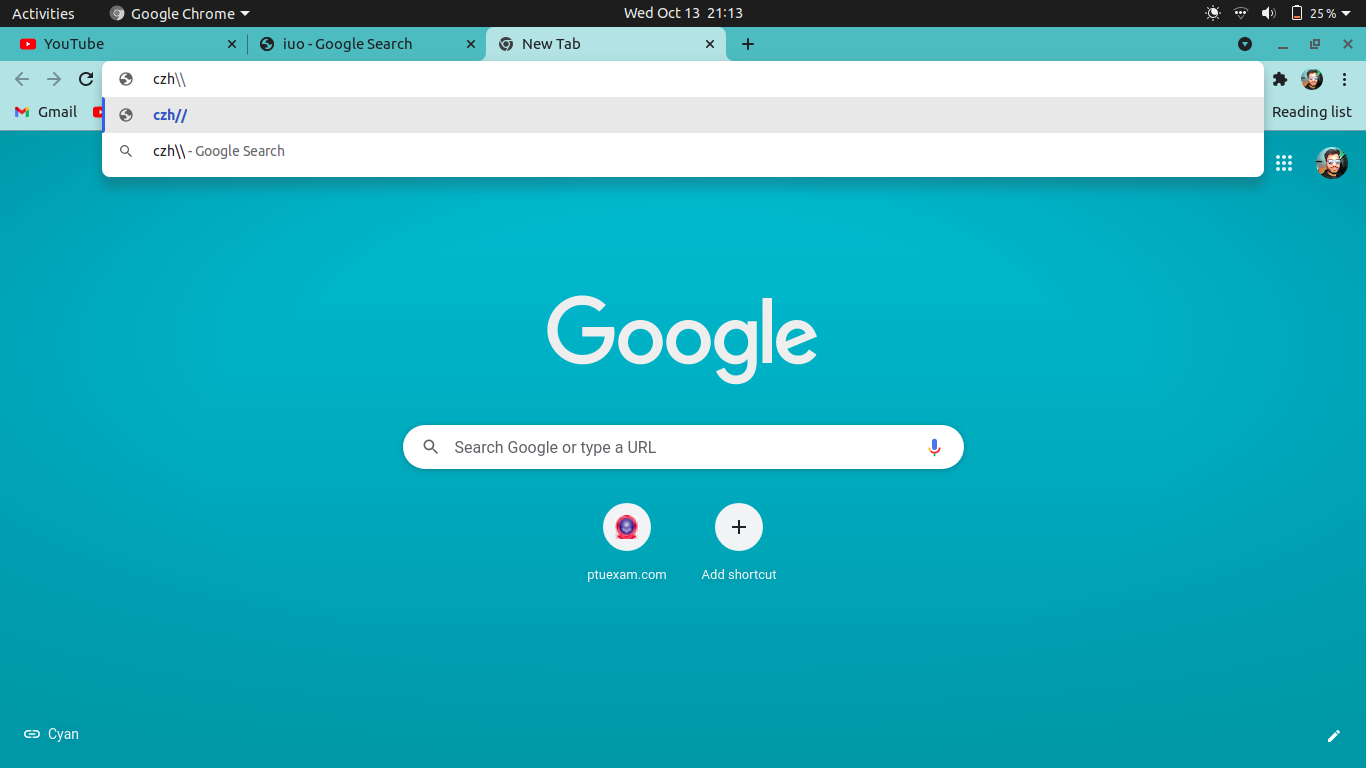 Activities Google Chrome Wed Oct 13 21:13 25%
YouTube iuo - Google Search New Tab
czh\\
Gmail czh// Reading list
czh\\ - Google Search
Google
Search Google or type a URL
ptuexam.com Add shortcut
Cyan